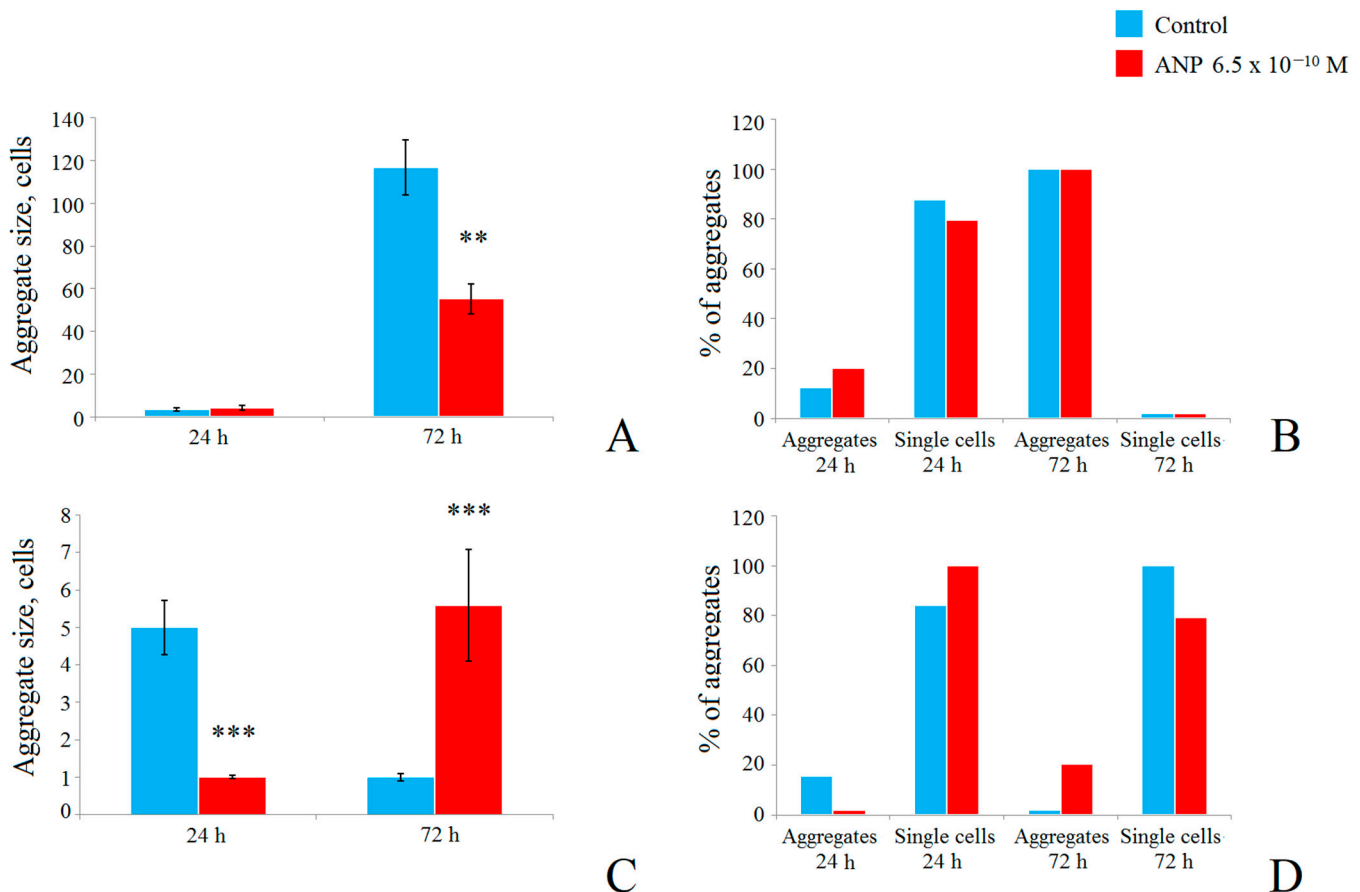 Control
ANP 6.5 x 10⁻¹⁰ M
Aggregate size, cells
140
120
100
80
60
40
20
0
**
24 h
72 h
A
% of aggregates
120
100
80
60
40
20
0
Aggregates
24 h
Single cells
24 h
Aggregates
72 h
Single cells
72 h
B
Aggregate size, cells
8
7
6
5
4
3
2
1
0
***
***
24 h
72 h
C
% of aggregates
120
100
80
60
40
20
0
Aggregates
24 h
Single cells
24 h
Aggregates
72 h
Single cells
72 h
D